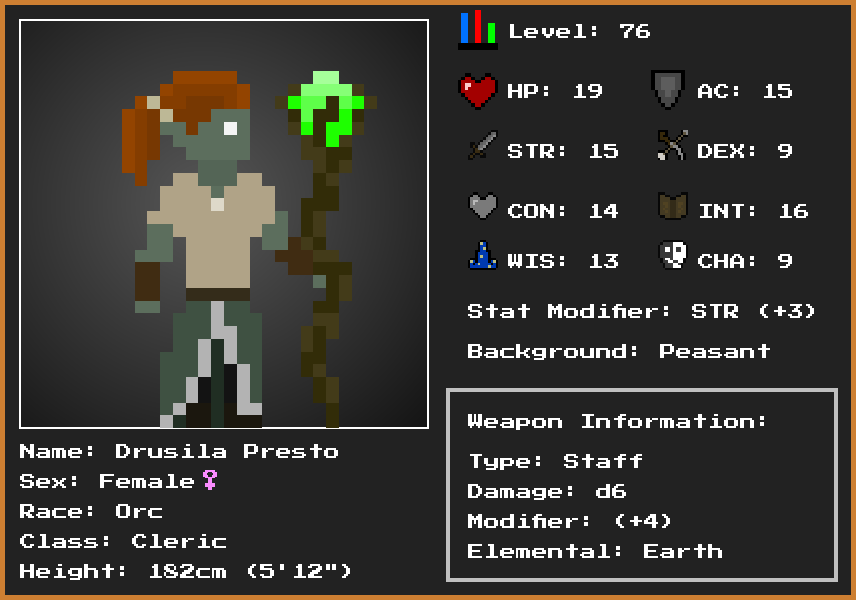 Level: 76
HP: 19 AC: 15
STR: 15 DEX: 9
CON: 14 INT: 16
WIS: 13 CHA: 9
Stat Modifier: STR (+3)
Background: Peasant
Weapon Information:
Type: Staff
Damage: d6
Modifier: (+4)
Elemental: Earth
Name: Drusila Presto
Sex: Female♀
Race: Orc
Class: Cleric
Height: 182cm (5'12")